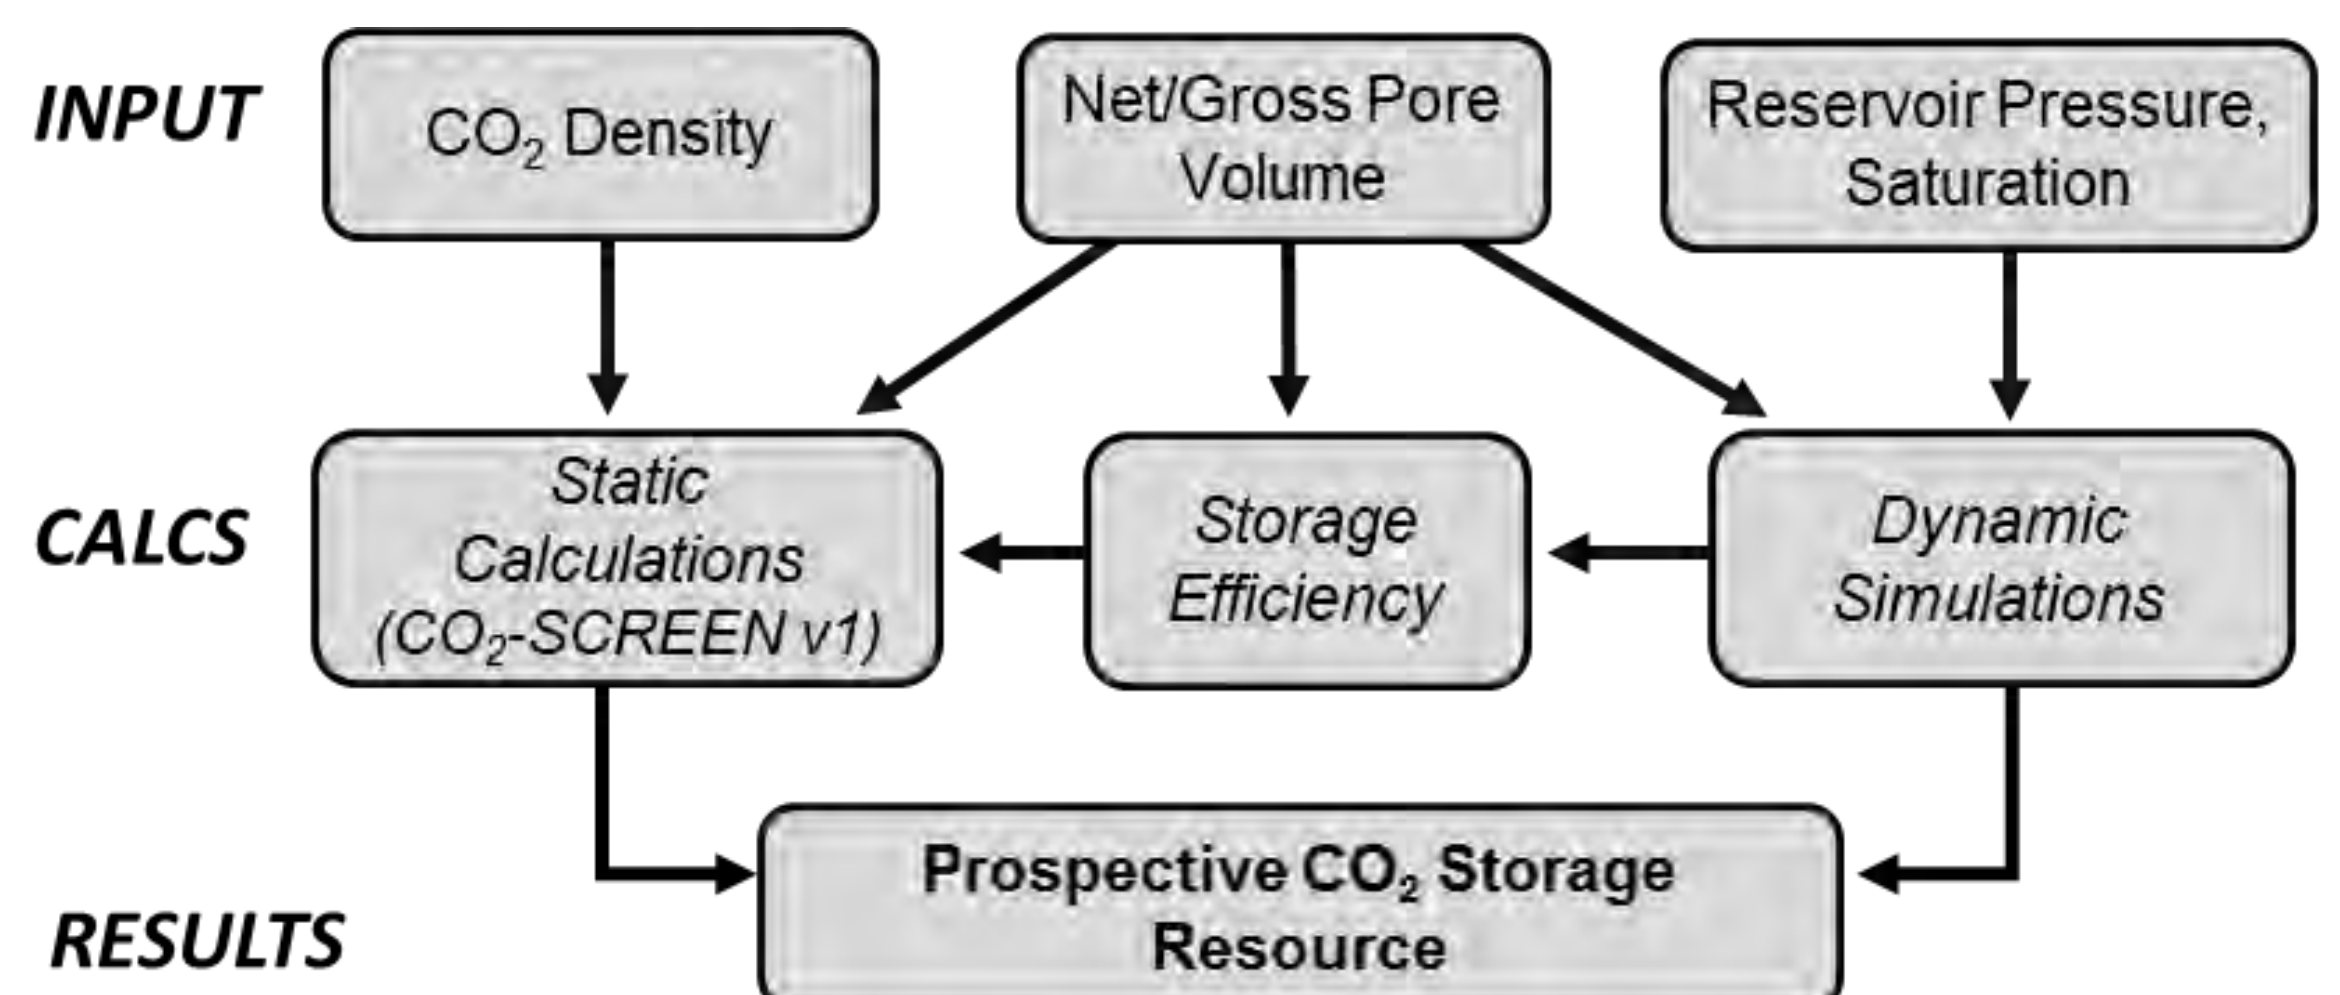 INPUT
CO₂ Density
Net/Gross Pore
Volume
Reservoir Pressure,
Saturation
CALCS
Static
Calculations
(CO₂-SCREEN v1)
Storage
Efficiency
Dynamic
Simulations
RESULTS
Prospective CO₂ Storage
Resource